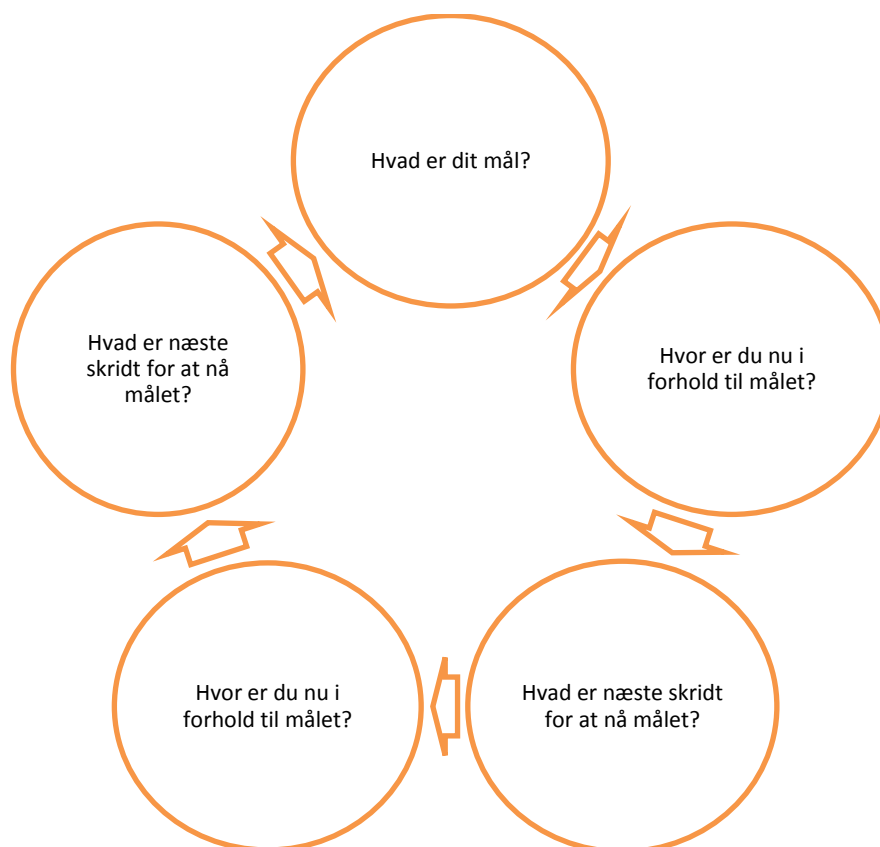 Hvad er dit mål?
Hvor er du nu i
forhold til målet?
Hvad er næste skridt
for at nå målet?
Hvor er du nu i
forhold til målet?
Hvad er næste
skridt for at nå
målet?